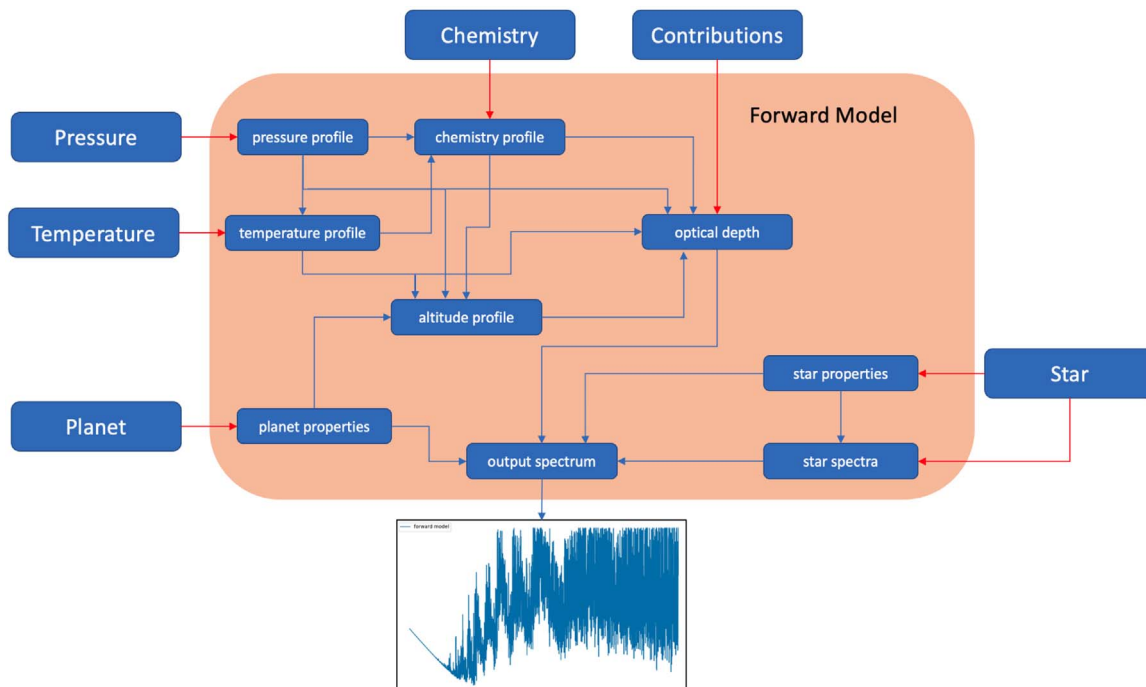 Chemistry
Contributions
Forward Model
Pressure
pressure profile
chemistry profile
Temperature
temperature profile
optical depth
altitude profile
star properties
Star
Planet
planet properties
output spectrum
star spectra
forward model